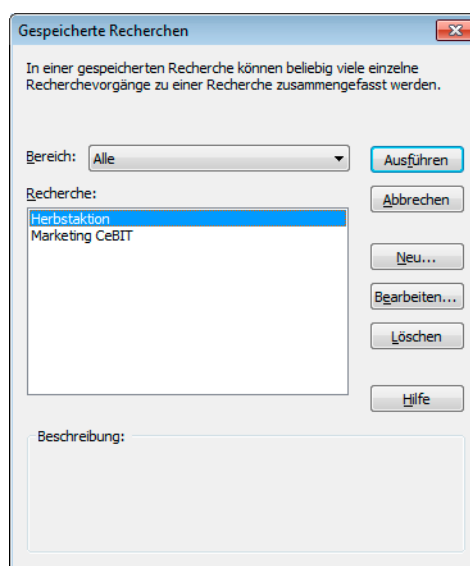 Gespeicherte Recherchen
In einer gespeicherten Recherche können beliebig viele einzelne
Recherchevorgänge zu einer Recherche zusammengefasst werden.
Bereich: Alle
Ausführen
Recherche:
Abbrechen
Herbstaktion
Marketing CeBIT
Neu...
Bearbeiten...
Löschen
Hilfe
Beschreibung: